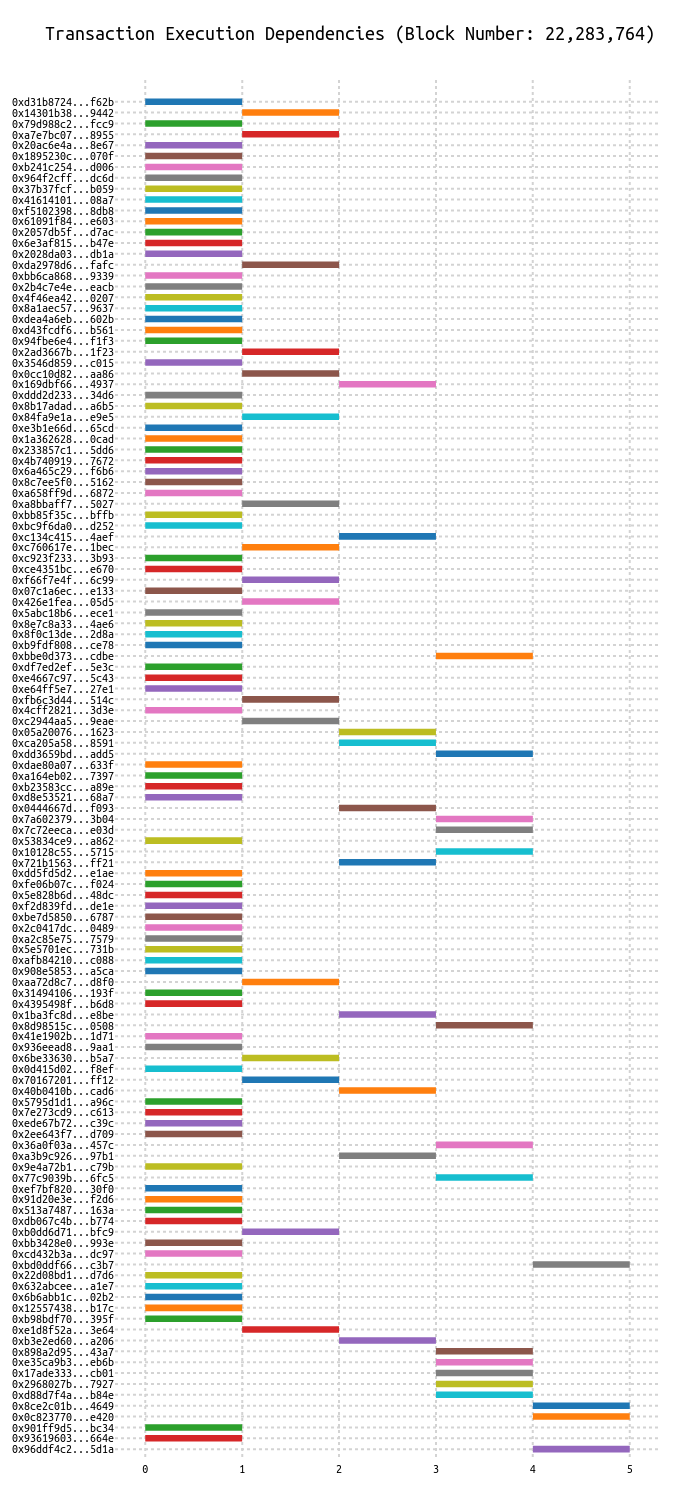 Transaction Execution Dependencies (Block Number: 22,283,764)
0xd31b8724...f62b
0x14301b38...9442
0x79d988c2...fcc9
0xa7e7bc07...8955
0x20ac6e4a...8e67
0x1895230c...070f
0xb241c254...d006
0x964f2cff...dc6d
0x37b37fcf...b059
0x41614101...08a7
0xf5102398...8db8
0x61091f84...e603
0x2057db5f...d7ac
0x6e3af815...b47e
0x2028da03...db1a
0xda2978d6...fafc
0xbb6ca868...9339
0x2b4c7e4e...eacb
0x4f46ea42...0207
0x8a1aec57...9637
0xdea4a6eb...602b
0xd43fcdf6...b561
0x94fbe6e4...f1f3
0x2ad3667b...1f23
0x3546d859...c015
0x0cc10d82...aa86
0x169dbf66...4937
0xddd2d233...34d6
0x8b17adad...a6b5
0x84fa9e1a...e9e5
0xe3b1e66d...65cd
0x1a362628...0cad
0x233857c1...5dd6
0x4b740919...7672
0x6a465c29...f6b6
0x8c7ee5f0...5162
0xa658ff9d...6872
0xa8bbaff7...5027
0xbb85f35c...bffb
0xbc9f6da0...d252
0xc134c415...4aef
0xc760617e...1bec
0xc923f233...3b93
0xce4351bc...e670
0xf66f7e4f...6c99
0x07c1a6ec...e133
0x426e1fea...05d5
0x5abc18b6...ece1
0x8e7c8a33...4ae6
0x8f0c13de...2d8a
0xb9fdf808...ce78
0xbbe0d373...cdbe
0xdf7ed2ef...5e3c
0xe4667c97...5c43
0xe64ff5e7...27e1
0xfb6c3d44...514c
0x4cff2821...3d3e
0xc2944aa5...9eae
0x05a20076...1623
0xca205a58...8591
0xdd3659bd...add5
0xdae80a07...633f
0xa164eb02...7397
0xb23583cc...a89e
0xd8e53521...68a7
0x0444667d...f093
0x7a602379...3b04
0x7c72eeca...e03d
0x53834ce9...a862
0x10128c55...5715
0x721b1563...ff21
0xdd5fd5d2...e1ae
0xfe06b07c...f024
0x5e828b6d...48dc
0xf2d839fd...de1e
0xbe7d5850...6787
0x2c0417dc...0489
0xa2c85e75...7579
0x5e5701ec...731b
0xafb84210...c088
0x908e5853...a5ca
0xaa72d8c7...d8f0
0x31494106...193f
0x4395498f...b6d8
0x1ba3fc8d...e8be
0x8d98515c...0508
0x41e1902b...1d71
0x936eead8...9aa1
0x6be33630...b5a7
0x0d415d02...f8ef
0x70167201...ff12
0x40b0410b...cad6
0x5795d1d1...a96c
0x7e273cd9...c613
0xede67b72...c39c
0x2ee643f7...d709
0x36a0f03a...457c
0xa3b9c926...97b1
0x9e4a72b1...c79b
0x77c9039b...6fc5
0xef7bf820...30f0
0x91d20e3e...f2d6
0x513a7487...163a
0xdb067c4b...b774
0xb0dd6d71...bfc9
0xbb3428e0...993e
0xcd432b3a...dc97
0xbd0ddf66...c3b7
0x22d08bd1...d7d6
0x632abcee...a1e7
0x6b6abb1c...02b2
0x12557438...b17c
0xb98bdf70...395f
0xe1d8f52a...3e64
0xb3e2ed60...a206
0x898a2d95...43a7
0xe35ca9b3...eb6b
0x17ade333...cb01
0x2968027b...7927
0xd88d7f4a...b84e
0x8ce2c01b...4649
0x0c823770...e420
0x901ff9d5...bc34
0x93619603...664e
0x96ddf4c2...5d1a
0 1 2 3 4 5